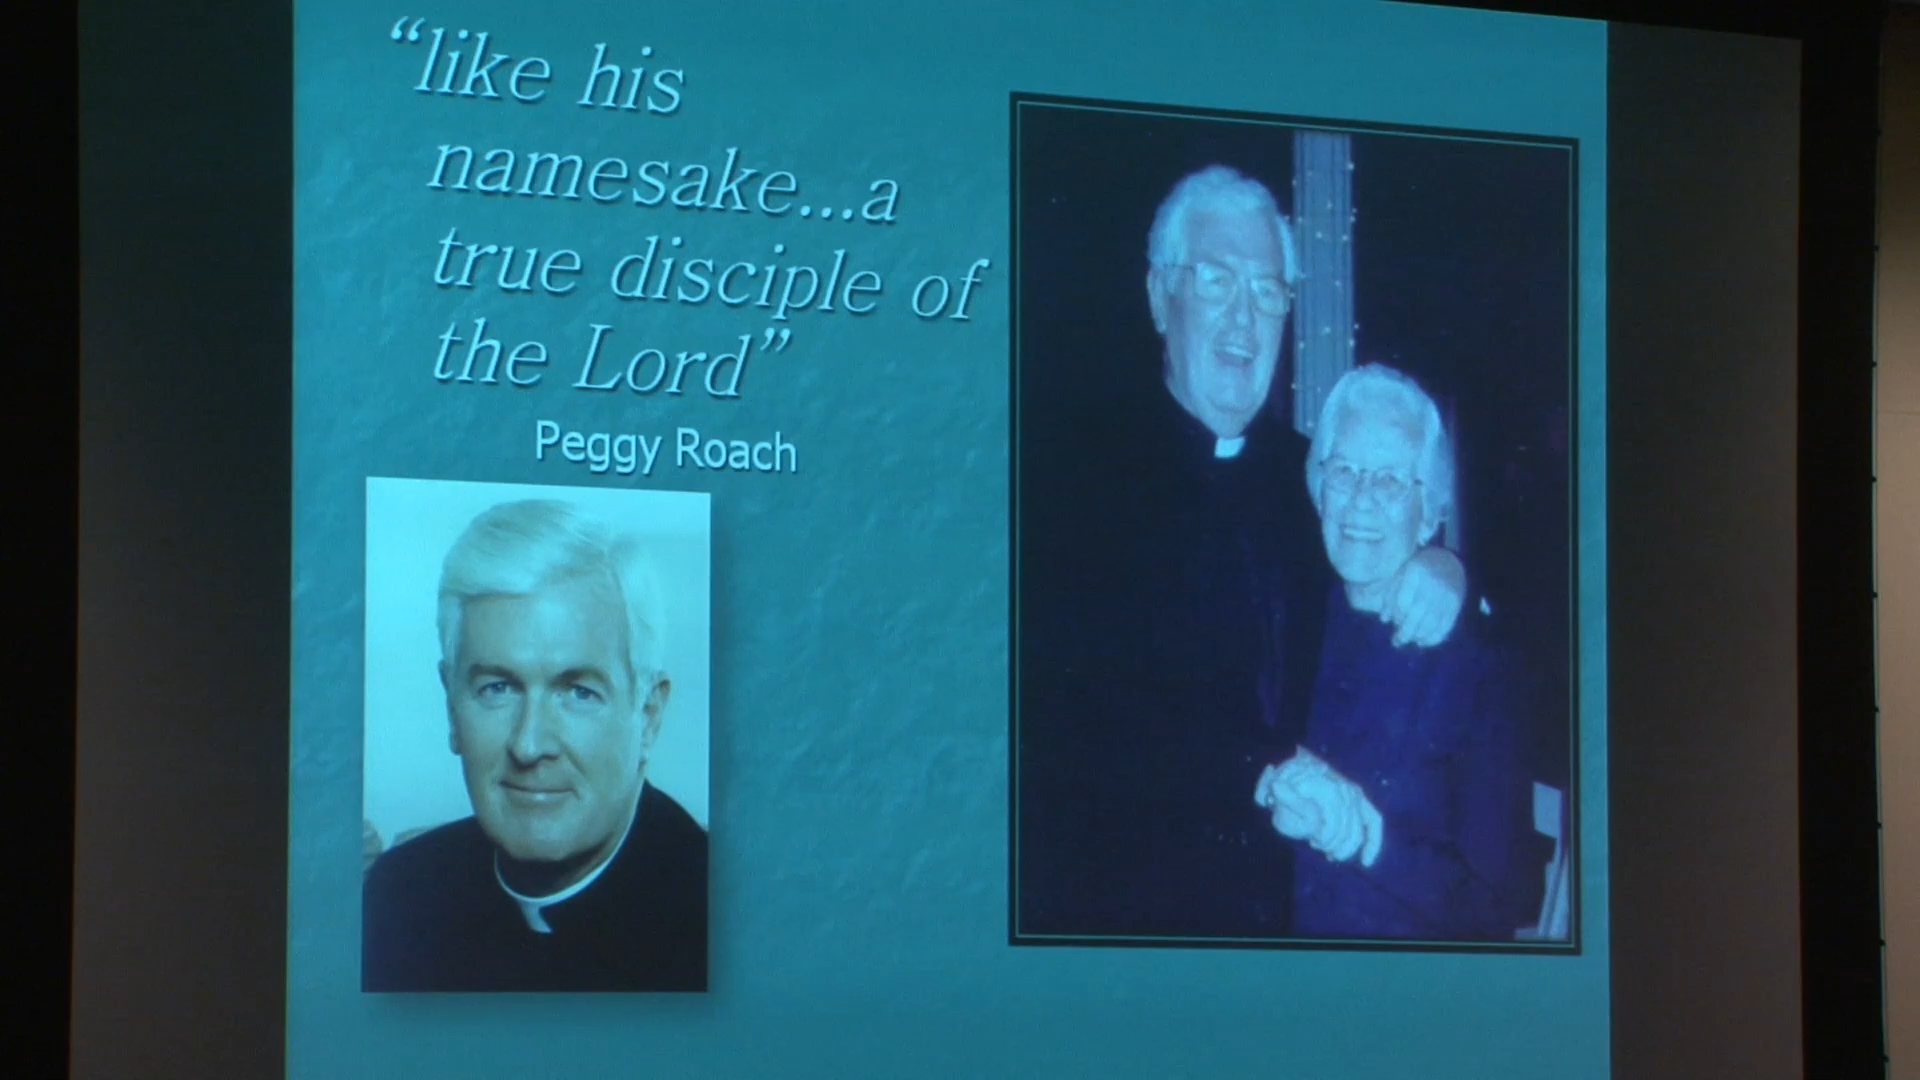 “like his
namesake...a
true disciple of
the Lord”
Peggy Roach